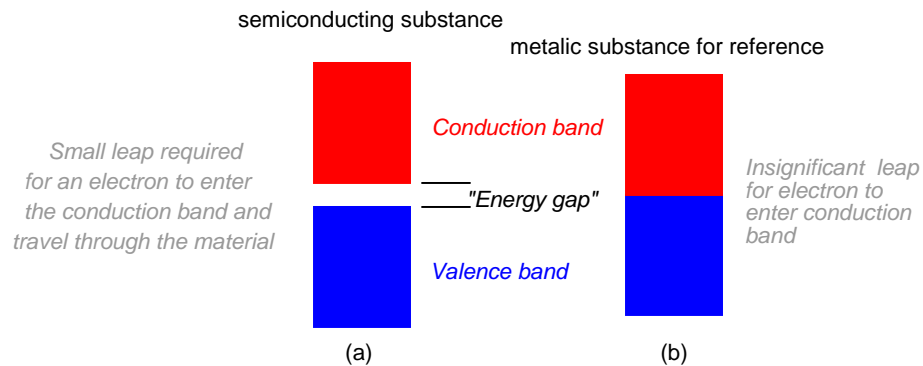 semiconducting substance
metalic substance for reference
Small leap required
for an electron to enter
the conduction band and
travel through the material
Conduction band
"Energy gap"
Valence band
Insignificant leap
for electron to
enter conduction
band
(a)
(b)